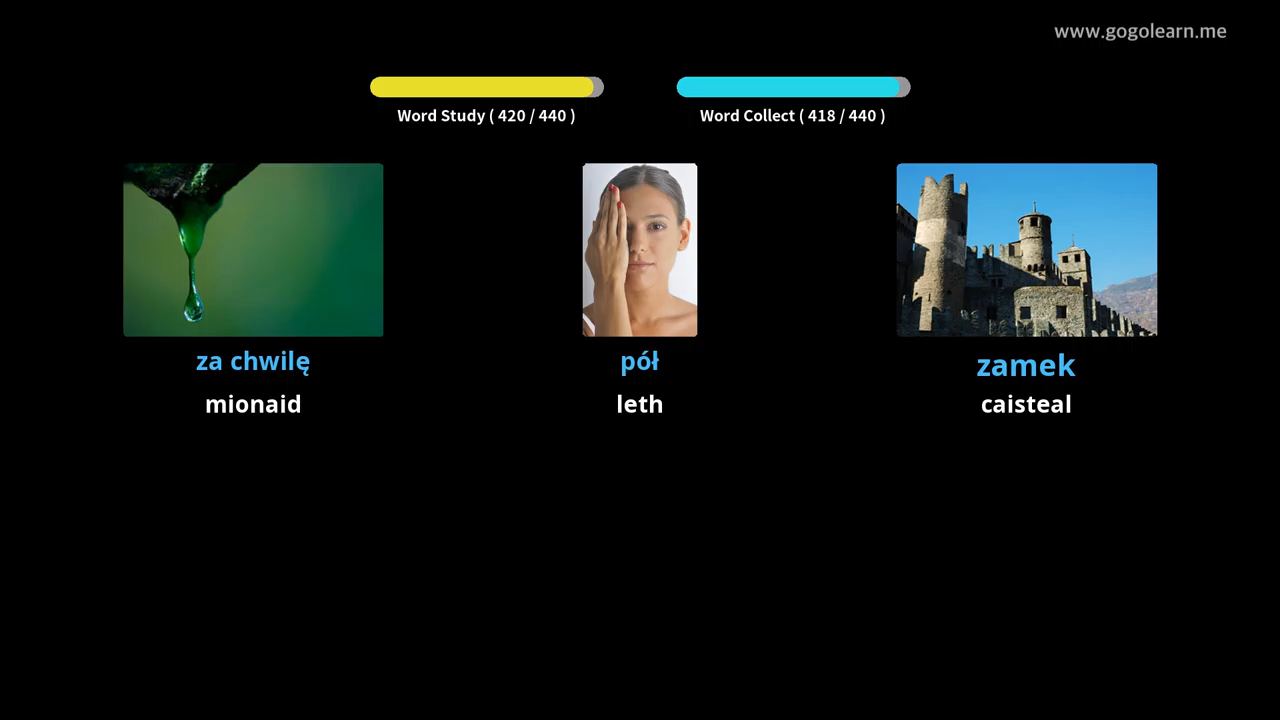 www.gogolearn.me
Word Study ( 420 / 440 )
Word Collect ( 418 / 440 )
za chwilę
pół
zamek
mionaid
leth
caisteal